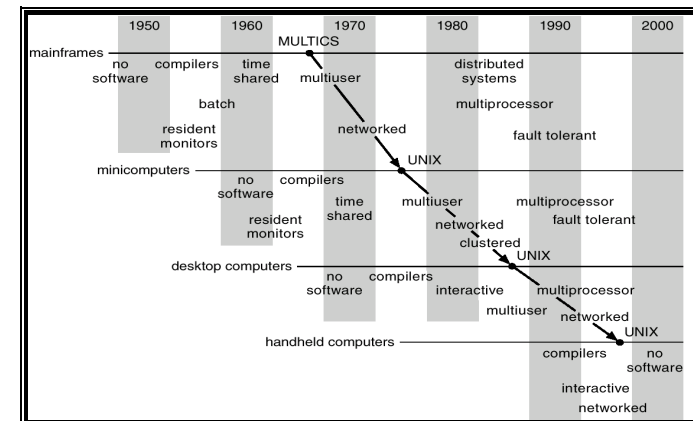 1950 1960 1970 1980 1990 2000
MULTICS
mainframes
no software compilers time shared multiuser distributed systems
batch multiprocessor
resident monitors networked fault tolerant
UNIX
minicomputers
no software compilers
time shared multiuser multiprocessor
resident monitors networked fault tolerant
clustered
UNIX
desktop computers
no software compilers interactive multiprocessor
multiuser networked
UNIX
handheld computers
compilers no software
interactive
networked